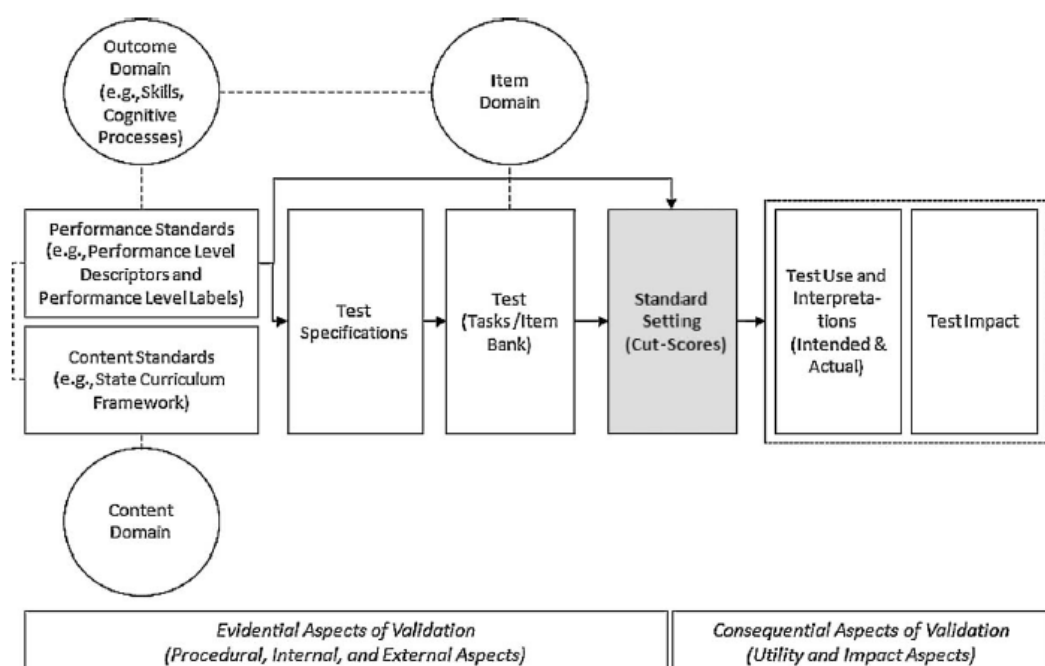 Outcome
Domain
(e.g., Skills,
Cognitive
Processes)
Item
Domain
Performance Standards
(e.g., Performance Level
Descriptors and
Performance Level Labels)
Content Standards
(e.g., State Curriculum
Framework)
Test
Specifications
Test
(Tasks/Item
Bank)
Standard
Setting
(Cut-Scores)
Test Use and
Interpreta-
tions
(Intended &
Actual)
Test Impact
Content
Domain
Evidential Aspects of Validation
(Procedural, Internal, and External Aspects)
Consequential Aspects of Validation
(Utility and Impact Aspects)